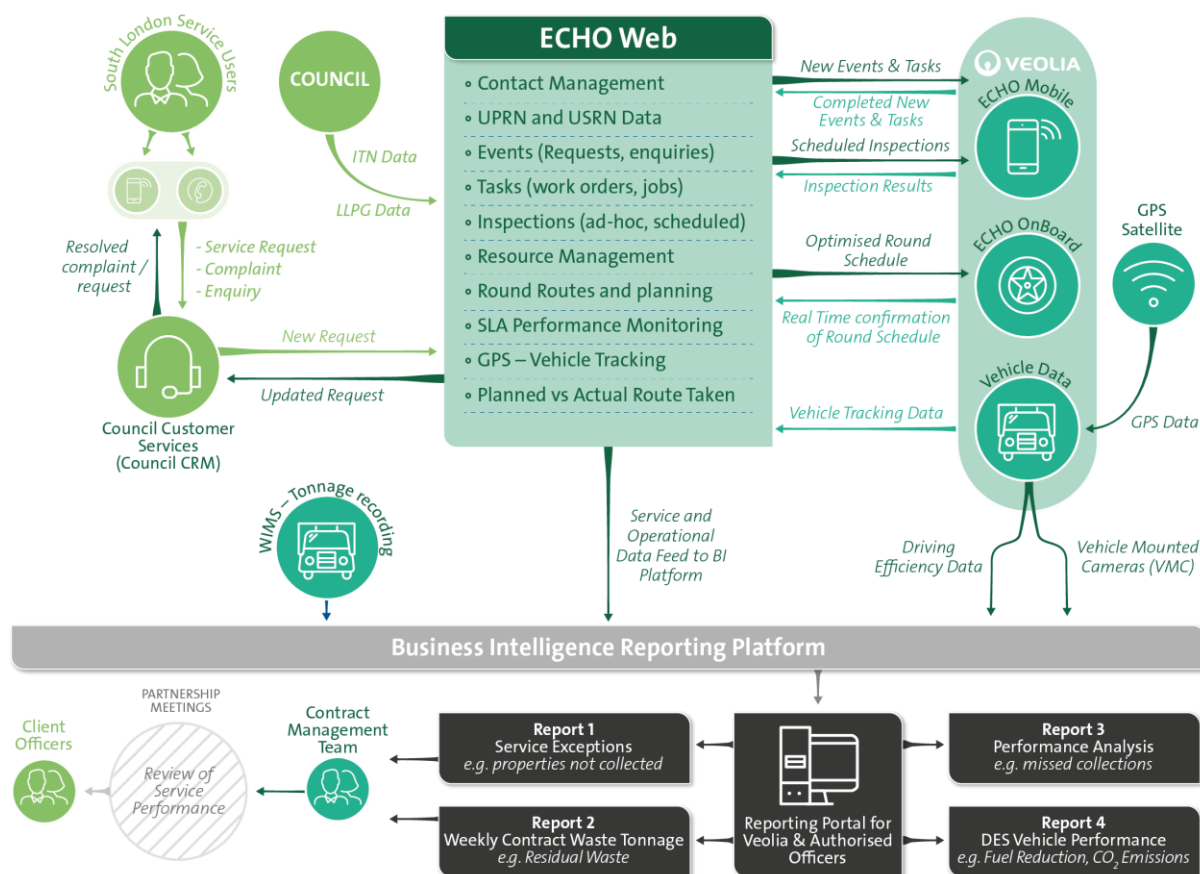 South London Service Users
COUNCIL
ITN Data
LLPG Data
Resolved
complaint /
request
- Service Request
- Complaint
- Enquiry
New Request
Updated Request
Council Customer
Services
(Council CRM)
ECHO Web
Contact Management
UPRN and USRN Data
Events (Requests, enquiries)
Tasks (work orders, jobs)
Inspections (ad-hoc, scheduled)
Resource Management
Round Routes and planning
SLA Performance Monitoring
GPS – Vehicle Tracking
Planned vs Actual Route Taken
New Events & Tasks
Completed New
Events & Tasks
Scheduled Inspections
Inspection Results
Optimised Round
Schedule
Real Time confirmation
of Round Schedule
Vehicle Tracking Data
VEOLIA
ECHO Mobile
ECHO OnBoard
Vehicle Data
GPS
Satellite
GPS Data
WIMS – Tonnage recording
Service and
Operational
Data Feed to BI
Platform
Driving
Efficiency Data
Vehicle Mounted
Cameras (VMC)
Business Intelligence Reporting Platform
Client
Officers
PARTNERSHIP
MEETINGS
Review of
Service
Performance
Contract
Management
Team
Report 1
Service Exceptions
e.g. properties not collected
Report 2
Weekly Contract Waste Tonnage
e.g. Residual Waste
Reporting Portal for
Veolia & Authorised
Officers
Report 3
Performance Analysis
e.g. missed collections
Report 4
DES Vehicle Performance
e.g. Fuel Reduction, CO₂ Emissions